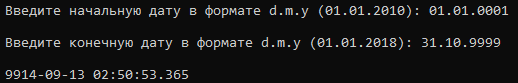 Введите начальную дату в формате d.m.y (01.01.2010): 01.01.0001
Введите конечную дату в формате d.m.y (01.01.2018): 31.10.9999
9914-09-13 02:50:53.365